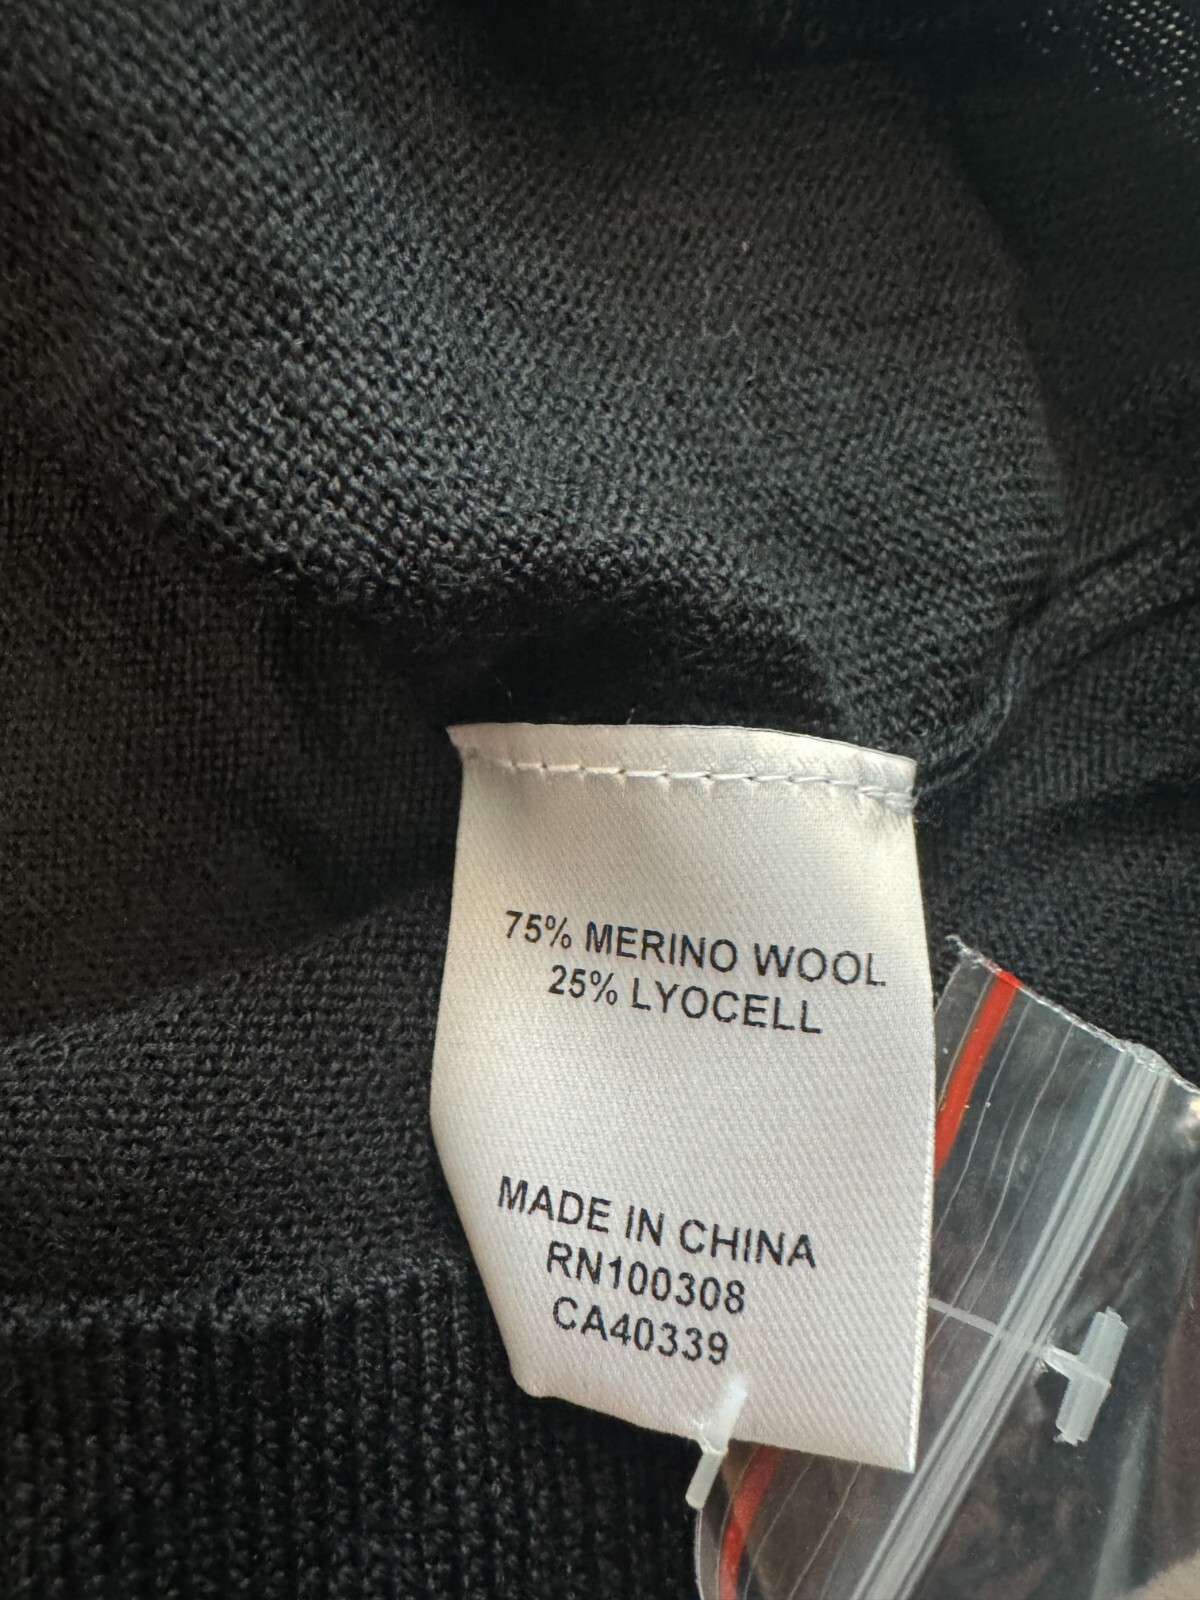 75% MERINO WOOL
25% LYOCELL
MADE IN CHINA
RN100308
CA40339